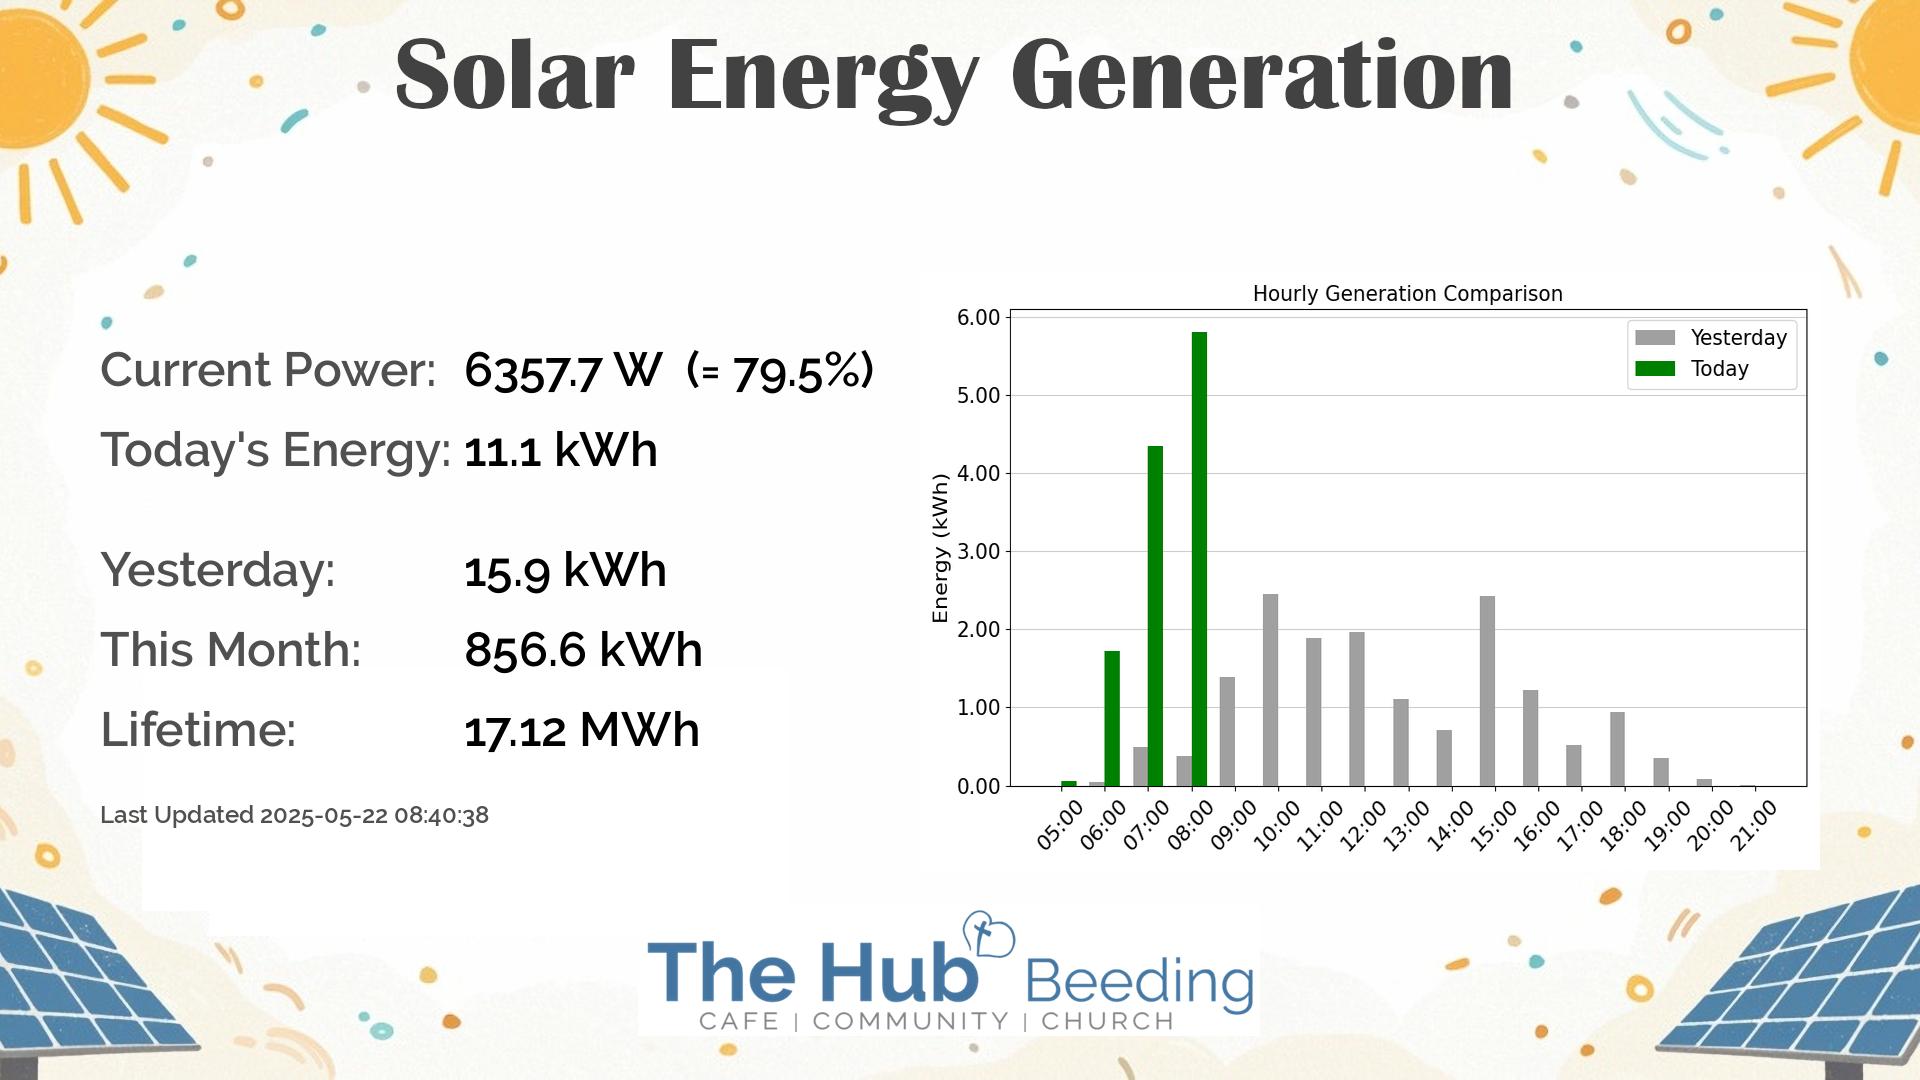 Solar Energy Generation
Current Power: 6357.7 W (= 79.5%)
Today's Energy: 11.1 kWh
Yesterday: 15.9 kWh
This Month: 856.6 kWh
Lifetime: 17.12 MWh
Last Updated 2025-05-22 08:40:38
Hourly Generation Comparison
Yesterday
Today
Energy (kWh)
6.00
5.00
4.00
3.00
2.00
1.00
0.00
05:00 06:00 07:00 08:00 09:00 10:00 11:00 12:00 13:00 14:00 15:00 16:00 17:00 18:00 19:00 20:00 21:00
The Hub Beeding
CAFE | COMMUNITY | CHURCH